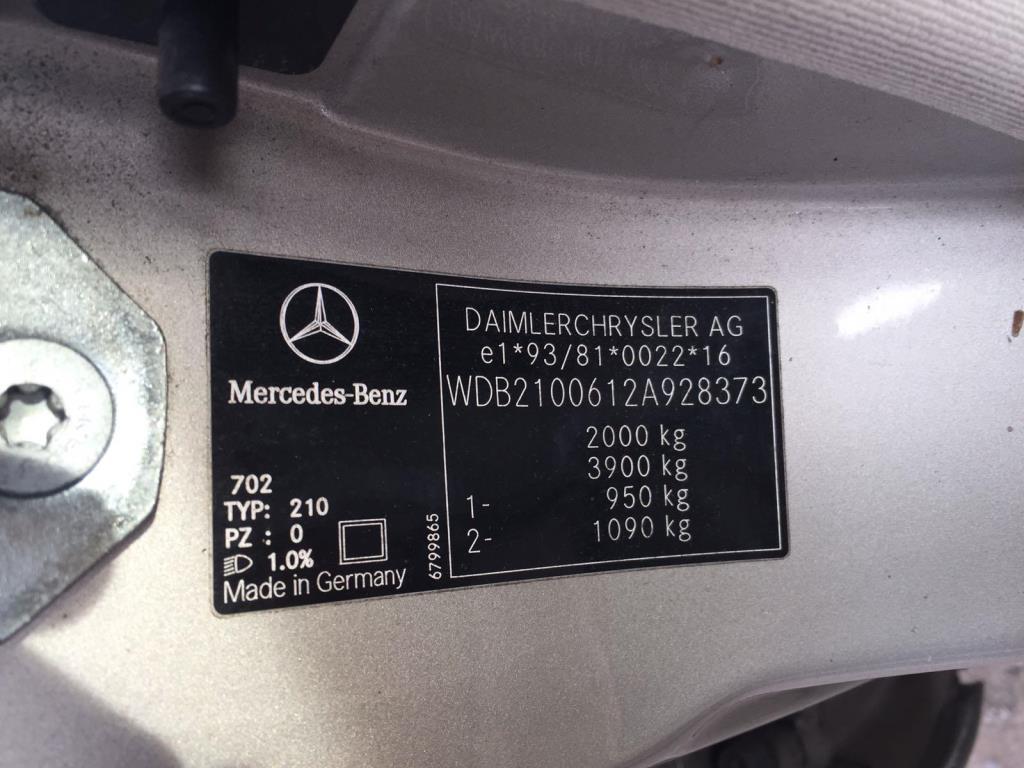 Mercedes-Benz
702
TYP: 210
PZ : 0
1.0%
Made in Germany
6799865
DAIMLERCHRYSLER AG
e1*93/81*0022*16
WDB2100612A928373
2000 kg
3900 kg
1- 950 kg
2- 1090 kg